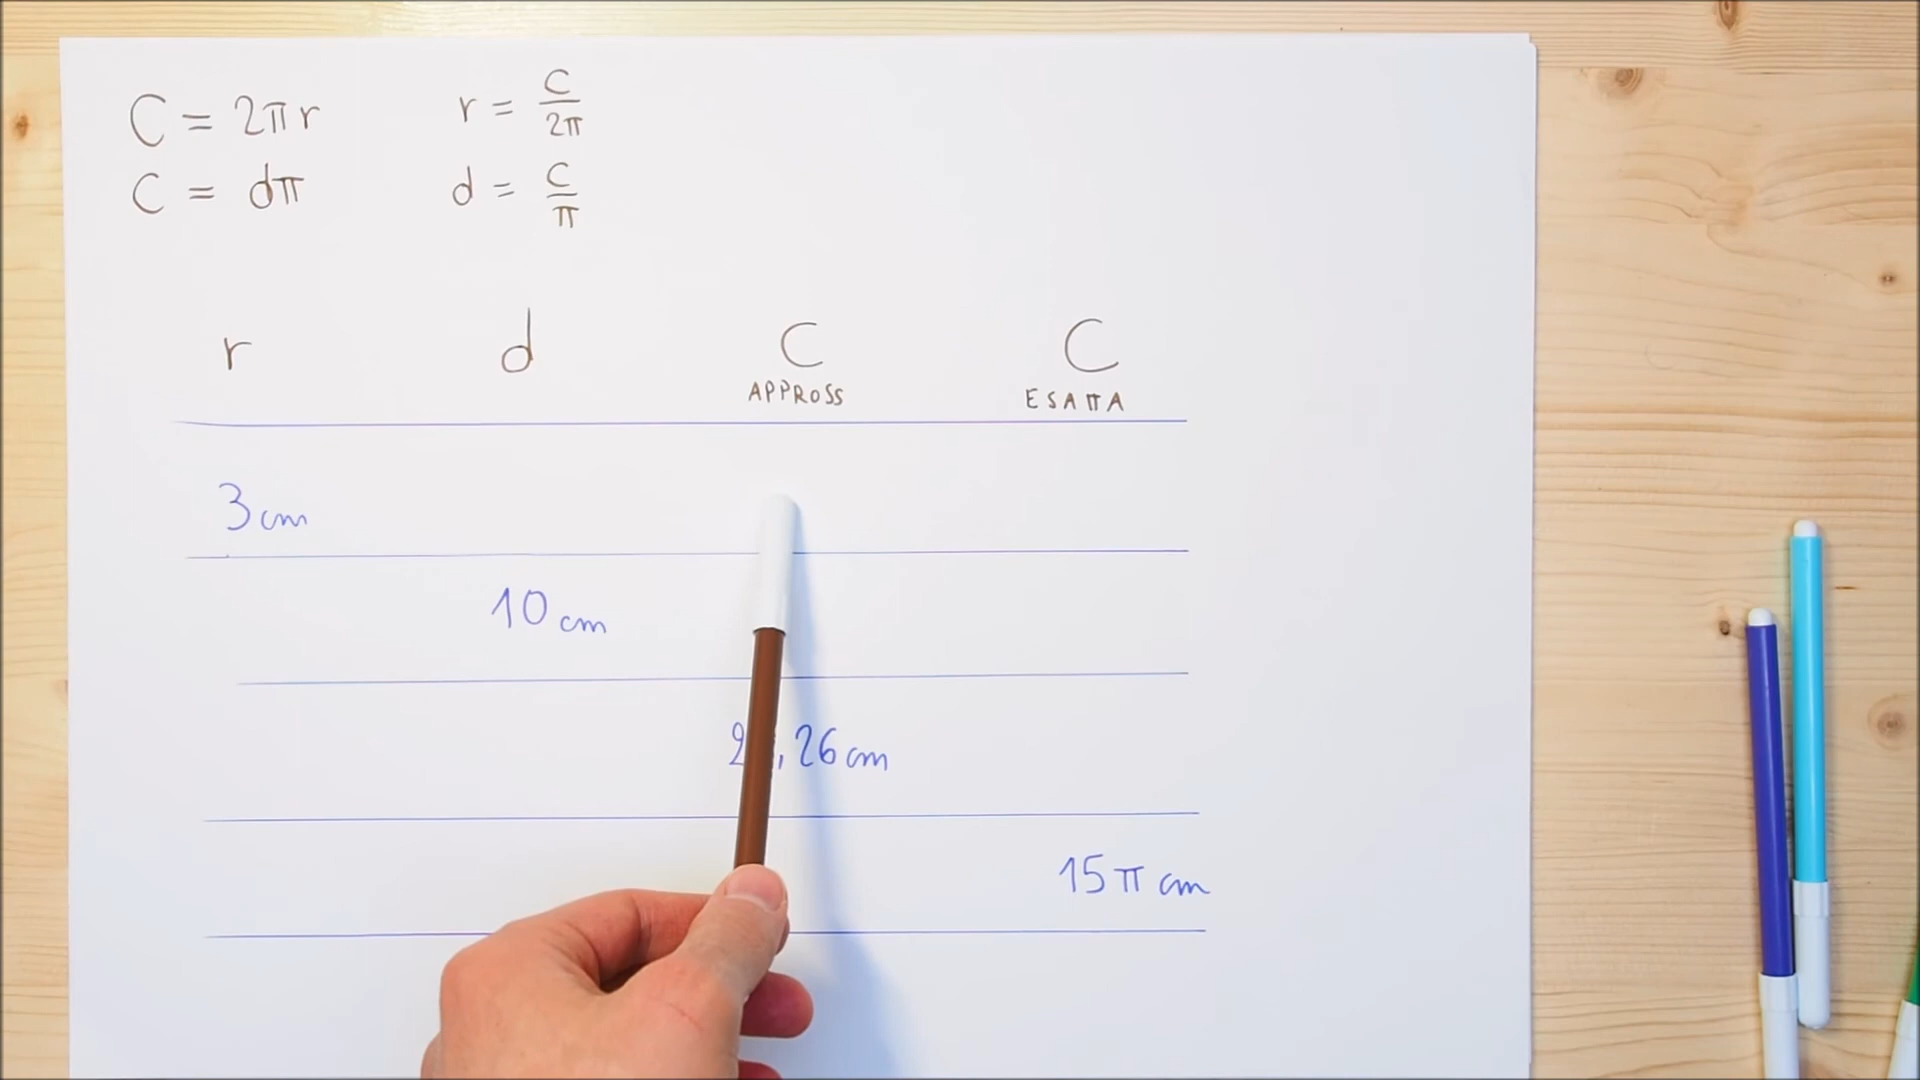 C = 2πr
r = C/2π
C = dπ
d = C/π
r d C C
APPROSS ESATTA
3 cm
10 cm
,26 cm
15π cm